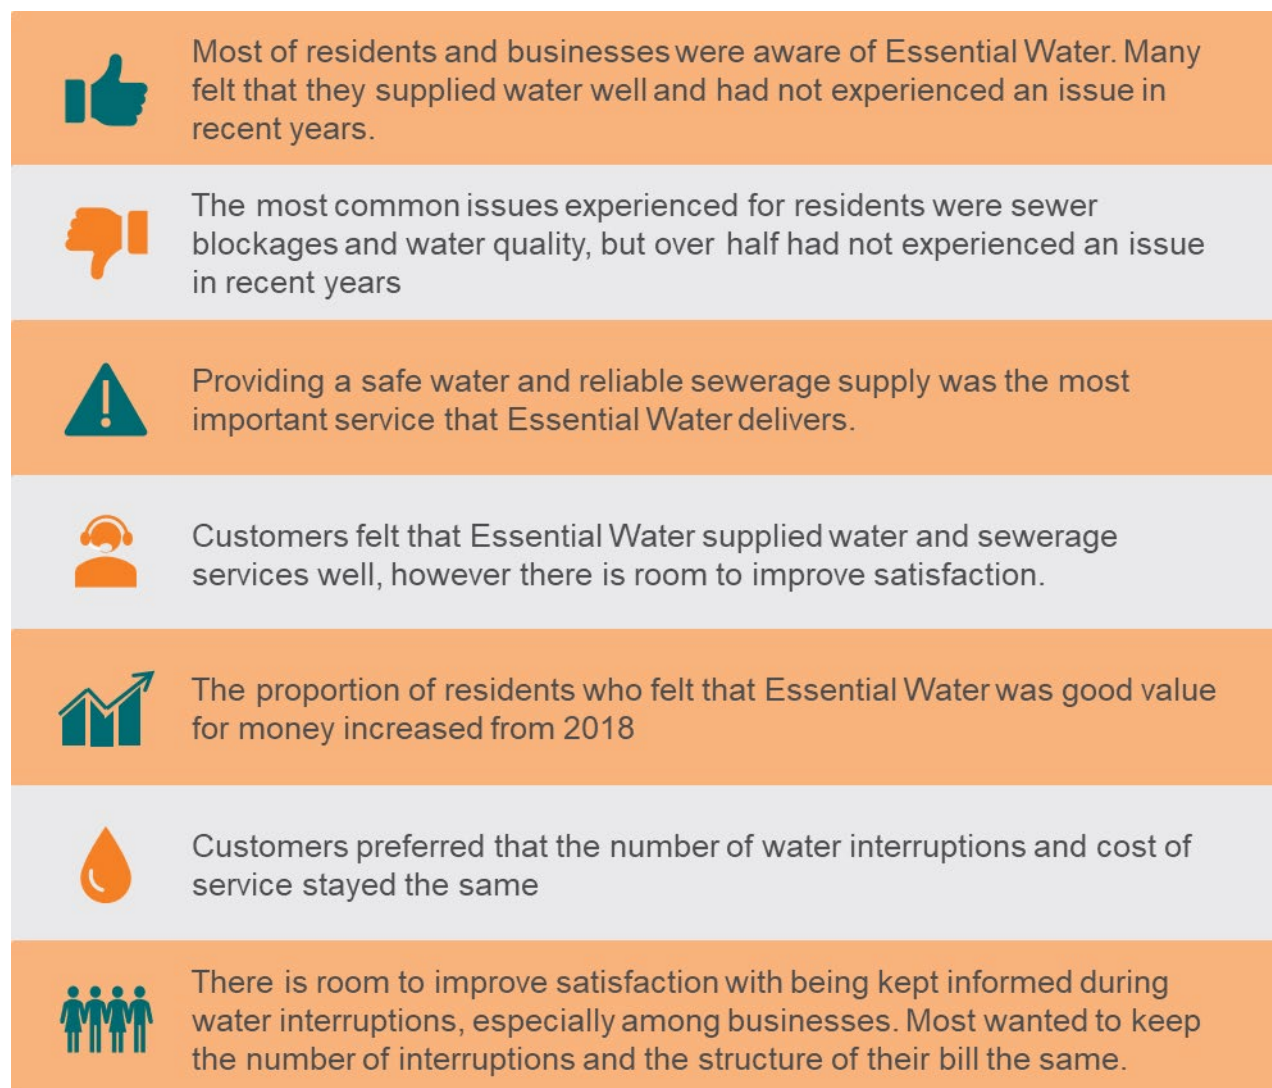 Most of residents and businesses were aware of Essential Water. Many
felt that they supplied water well and had not experienced an issue in
recent years.
The most common issues experienced for residents were sewer
blockages and water quality, but over half had not experienced an issue
in recent years
Providing a safe water and reliable sewerage supply was the most
important service that Essential Water delivers.
Customers felt that Essential Water supplied water and sewerage
services well, however there is room to improve satisfaction.
The proportion of residents who felt that Essential Water was good value
for money increased from 2018
Customers preferred that the number of water interruptions and cost of
service stayed the same
There is room to improve satisfaction with being kept informed during
water interruptions, especially among businesses. Most wanted to keep
the number of interruptions and the structure of their bill the same.